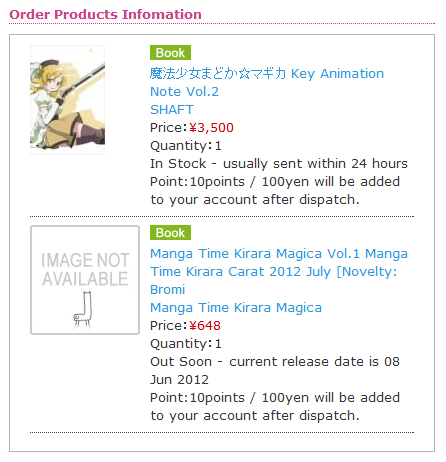 Order Products Infomation
Book
魔法少女まどか☆マギカ Key Animation
Note Vol.2
SHAFT
Price:¥3,500
Quantity:1
In Stock - usually sent within 24 hours
Point:10points / 100yen will be added
to your account after dispatch.
IMAGE NOT
AVAILABLE
Book
Manga Time Kirara Magica Vol.1 Manga
Time Kirara Carat 2012 July [Novelty:
Bromi
Manga Time Kirara Magica
Price:¥648
Quantity:1
Out Soon - current release date is 08
Jun 2012
Point:10points / 100yen will be added
to your account after dispatch.